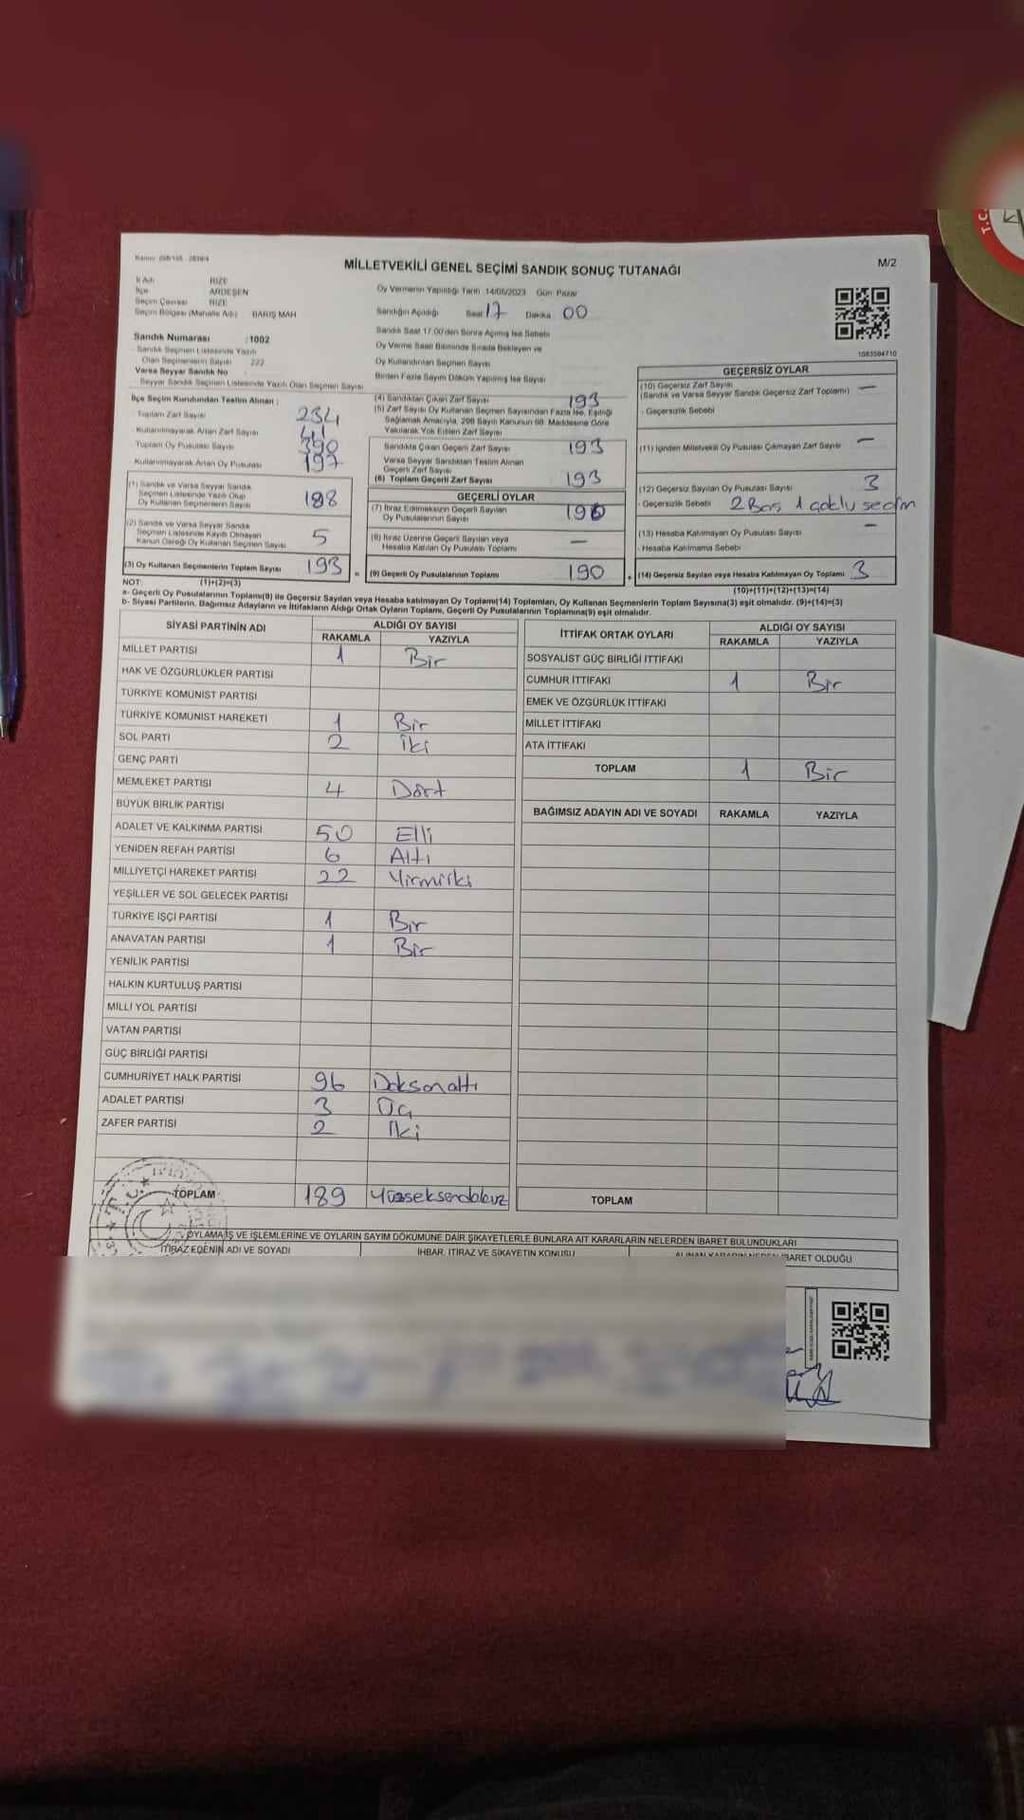 MİLLETVEKİLİ GENEL SEÇİMİ SANDIK SONUÇ TUTANAĞI
M/2
İl Adı RİZE
İlçe ARDEŞEN
Seçim Çevresi RİZE
Seçim Bölgesi (Mahalle Adı) BARIŞ MAH
Oy Vermenin Yapıldığı Tarih 14/05/2023 Gün: Pazar
Sandığın Açıldığı Saat 17 Dakika 00
Sandık Saat 17.00'den Sonra Açılmış İse Sebebi
Oy Verme Saati Bitiminde Sırada Bekleyen ve
Oy Kullandırılan Seçmen Sayısı
Birden Fazla Sayım Döküm Yapılmış İse Sayısı
Sandık Numarası :1002
Sandık Seçmen Listesinde Yazılı
Olan Seçmenlerin Sayısı 222
Varsa Seyyar Sandık No
Seyyar Sandık Seçmen Listesinde Yazılı Olan Seçmen Sayısı
İlçe Seçim Kurulundan Teslim Alınan;
Toplam Zarf Sayısı 234
Kullanılmayarak Artan Zarf Sayısı 41
Toplam Oy Pusulası Sayısı 390
Kullanılmayarak Artan Oy Pusulası 197
(1) Sandık ve Varsa Seyyar Sandık
Seçmen Listesinde Yazılı Olup
Oy Kullanan Seçmenlerin Sayısı 188
(2) Sandık ve Varsa Seyyar Sandık
Seçmen Listesinde Kayıtlı Olmayan
Kanun Gereği Oy Kullanan Seçmen Sayısı 5
(3) Oy Kullanan Seçmenlerin Toplam Sayısı 193
(1)+(2)=(3)
(4) Sandıktan Çıkan Zarf Sayısı 193
(5) Zarf Sayısı Oy Kullanan Seçmen Sayısından Fazla İse, Eşitliği
Sağlamak Amacıyla, 298 Sayılı Kanunun 98. Maddesine Göre
Yakılarak Yok Edilen Zarf Sayısı
Sandıkta Çıkan Geçerli Zarf Sayısı 193
Varsa Seyyar Sandıktan Teslim Alınan
Geçerli Zarf Sayısı
(6) Toplam Geçerli Zarf Sayısı 193
GEÇERLİ OYLAR
(7) İtiraz Edilmeksizin Geçerli Sayılan
Oy Pusulalarının Sayısı 190
(8) İtiraz Üzerine Geçerli Sayılan veya
Hesaba Katılan Oy Pusulası Toplamı —
(9) Geçerli Oy Pusulalarının Toplamı 190
1083504710
GEÇERSİZ OYLAR
(10) Geçersiz Zarf Sayısı —
(Sandık ve Varsa Seyyar Sandık Geçersiz Zarf Toplamı)
- Geçersizlik Sebebi
(11) İçinden Milletvekili Oy Pusulası Çıkmayan Zarf Sayısı —
(12) Geçersiz Sayılan Oy Pusulası Sayısı 3
- Geçersizlik Sebebi 2 Boş 1 çoklu seçim
(13) Hesaba Katılmayan Oy Pusulası Sayısı —
- Hesaba Katılmama Sebebi
(14) Geçersiz Sayılan veya Hesaba Katılmayan Oy Toplamı 3
(10)+(11)+(12)+(13)=(14)
NOT:
a- Geçerli Oy Pusulasından Toplamı(9) ile Geçersiz Sayılan veya Hesaba katılmayan Oy Toplamı(14) Toplamları, Oy Kullanan Seçmenlerin Toplam Sayısına(3) eşit olmalıdır. (9)+(14)=(3)
b- Siyasi Partilerin, Bağımsız Adayların ve İttifakların Aldığı Ortak Oyların Toplamı, Geçerli Oy Pusulalarının Toplamına(9) eşit olmalıdır.
SİYASİ PARTİNİN ADI ALDIĞI OY SAYISI
RAKAMLA YAZIYLA
MİLLET PARTİSİ 1 Bir
HAK VE ÖZGÜRLÜKLER PARTİSİ
TÜRKİYE KOMÜNİST PARTİSİ
TÜRKİYE KOMÜNİST HAREKETİ 1 Bir
SOL PARTİ 2 İki
GENÇ PARTİ
MEMLEKET PARTİSİ 4 Dört
BÜYÜK BİRLİK PARTİSİ
ADALET VE KALKINMA PARTİSİ 50 Elli
YENİDEN REFAH PARTİSİ 6 Altı
MİLLİYETÇİ HAREKET PARTİSİ 22 Yirmiiki
YEŞİLLER VE SOL GELECEK PARTİSİ
TÜRKİYE İŞÇİ PARTİSİ 1 Bir
ANAVATAN PARTİSİ 1 Bir
YENİLİK PARTİSİ
HALKIN KURTULUŞ PARTİSİ
MİLLİ YOL PARTİSİ
VATAN PARTİSİ
GÜÇ BİRLİĞİ PARTİSİ
CUMHURİYET HALK PARTİSİ 96 Doksanaltı
ADALET PARTİSİ 3 Üç
ZAFER PARTİSİ 2 İki
TOPLAM 189 Yüzseksendokuz
İTTİFAK ORTAK OYLARI ALDIĞI OY SAYISI
RAKAMLA YAZIYLA
SOSYALİST GÜÇ BİRLİĞİ İTTİFAKI
CUMHUR İTTİFAKI 1 Bir
EMEK VE ÖZGÜRLÜK İTTİFAKI
MİLLET İTTİFAKI
ATA İTTİFAKI
TOPLAM 1 Bir
BAĞIMSIZ ADAYIN ADI VE SOYADI RAKAMLA YAZIYLA
TOPLAM
OYLAMA İŞ VE İŞLEMLERİNE VE OYLARIN SAYIM DÖKÜMÜNE DAİR ŞİKAYETLERLE BUNLARA AİT KARARLARIN NELERDEN İBARET BULUNDUKLARI
İTİRAZ EDENİN ADI VE SOYADI İHBAR, İTİRAZ VE ŞİKAYETİN KONUSU ALINAN KARARIN NEDEN İBARET OLDUĞU
T.C.